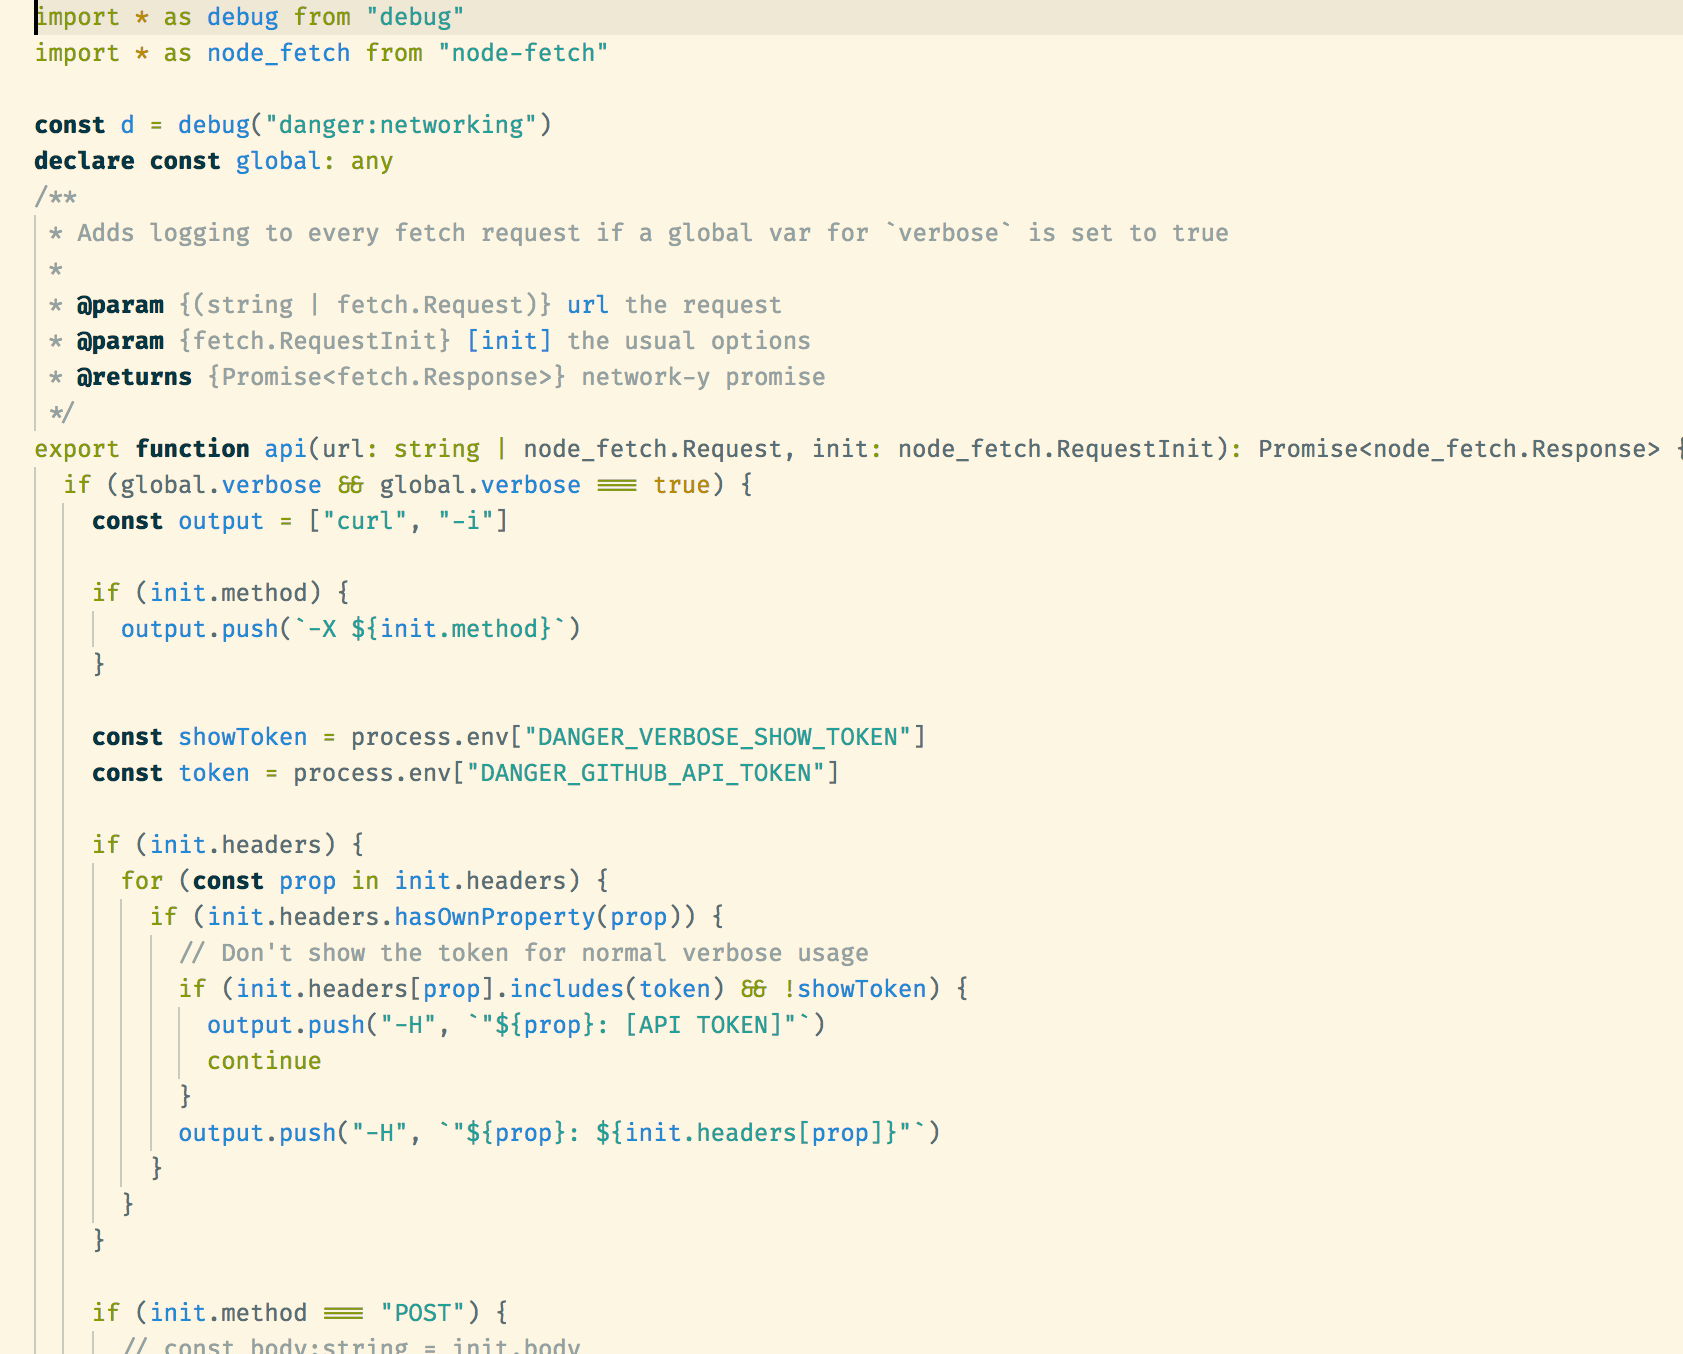 import * as debug from "debug"
import * as node_fetch from "node-fetch"
const d = debug("danger:networking")
declare const global: any
/**
 * Adds logging to every fetch request if a global var for `verbose` is set to true
 *
 * @param {(string | fetch.Request)} url the request
 * @param {fetch.RequestInit} [init] the usual options
 * @returns {Promise<fetch.Response>} network-y promise
 */
export function api(url: string | node_fetch.Request, init: node_fetch.RequestInit): Promise<node_fetch.Response> {
  if (global.verbose && global.verbose === true) {
    const output = ["curl", "-i"]
    if (init.method) {
      output.push(`-X ${init.method}`)
    }
    const showToken = process.env["DANGER_VERBOSE_SHOW_TOKEN"]
    const token = process.env["DANGER_GITHUB_API_TOKEN"]
    if (init.headers) {
      for (const prop in init.headers) {
        if (init.headers.hasOwnProperty(prop)) {
          // Don't show the token for normal verbose usage
          if (init.headers[prop].includes(token) && !showToken) {
            output.push("-H", `"${prop}: [API TOKEN]"`)
            continue
          }
          output.push("-H", `"${prop}: ${init.headers[prop]}"`)
        }
      }
    }
    if (init.method === "POST") {
      // const body:string = init.body